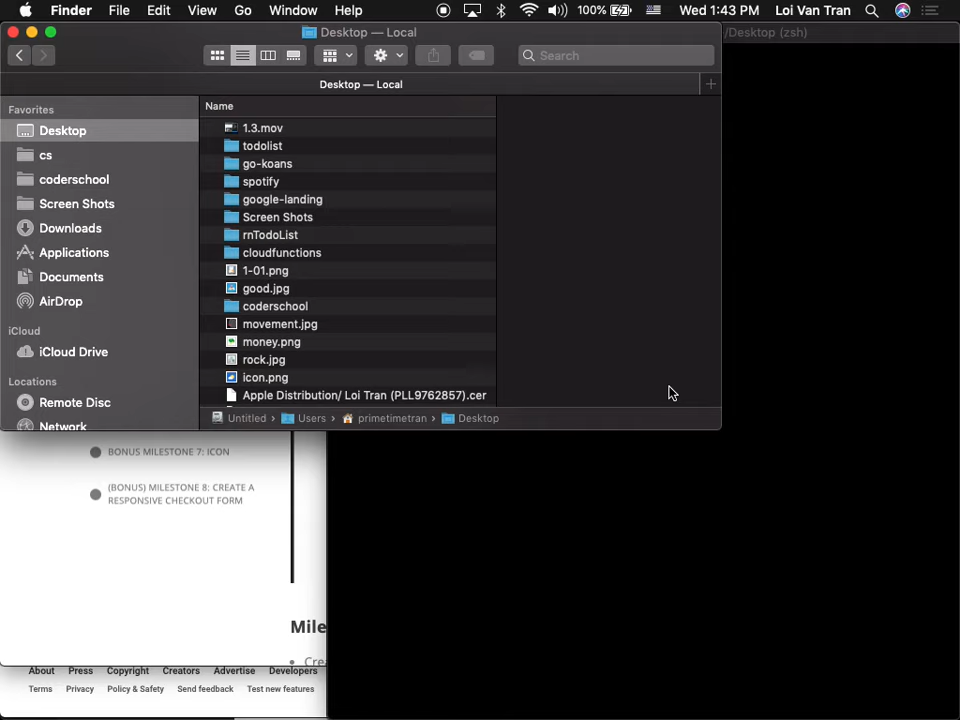 Finder File Edit View Go Window Help 100% Wed 1:43 PM Loi Van Tran
Desktop — Local
/Desktop (zsh)
Search
Desktop — Local
+
Favorites
Desktop
cs
coderschool
Screen Shots
Downloads
Applications
Documents
AirDrop
iCloud
iCloud Drive
Locations
Remote Disc
Network
Name
1.3.mov
todolist
go-koans
spotify
google-landing
Screen Shots
rnTodoList
cloudfunctions
1-01.png
good.jpg
coderschool
movement.jpg
money.png
rock.jpg
icon.png
Apple Distribution/ Loi Tran (PLL9762857).cer
Untitled › Users › primetimetran › Desktop
BONUS MILESTONE 7: ICON
(BONUS) MILESTONE 8: CREATE A
RESPONSIVE CHECKOUT FORM
Mile
• Cre
About Press Copyright Creators Advertise Developers
Terms Privacy Policy & Safety Send feedback Test new features